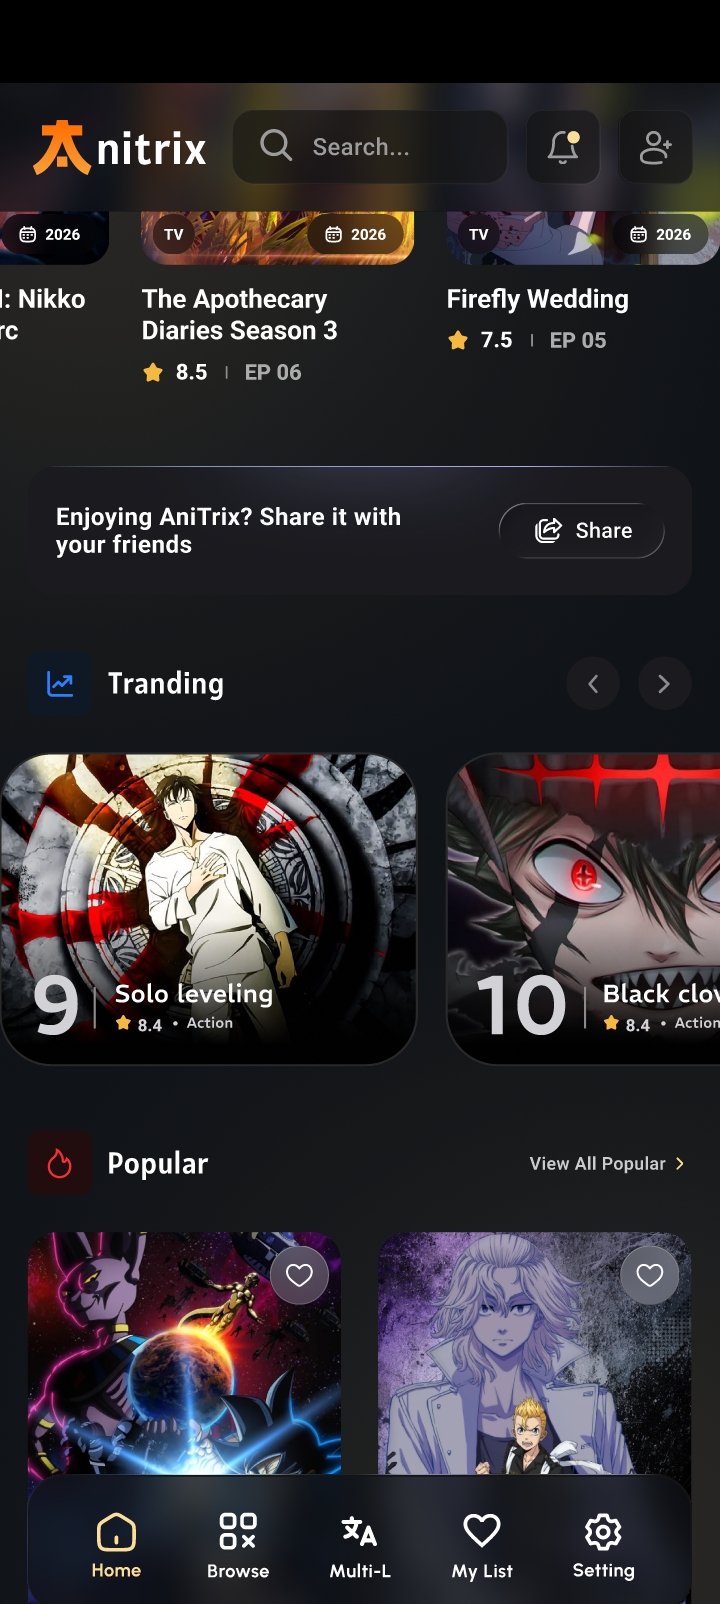 nitrix
Search...
2026
TV
2026
TV
2026
: Nikko
rc
The Apothecary
Diaries Season 3
8.5 EP 06
Firefly Wedding
7.5 EP 05
Enjoying AniTrix? Share it with
your friends
Share
Tranding
9
Solo leveling
8.4 • Action
10
Black clov
8.4 • Action
Popular
View All Popular
Home
Browse
Multi-L
My List
Setting